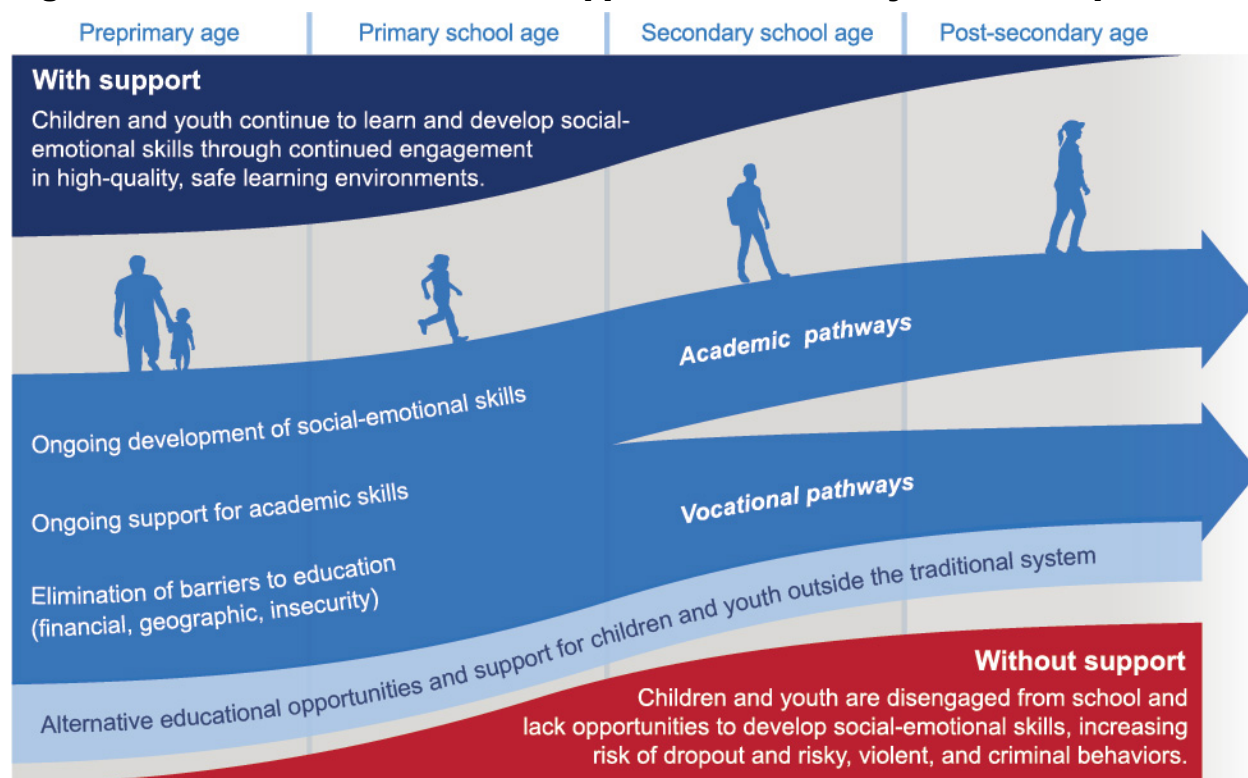 Preprimary age
Primary school age
Secondary school age
Post-secondary age
With support
Children and youth continue to learn and develop social-
emotional skills through continued engagement
in high-quality, safe learning environments.
Academic pathways
Ongoing development of social-emotional skills
Ongoing support for academic skills
Vocational pathways
Elimination of barriers to education
(financial, geographic, insecurity)
Alternative educational opportunities and support for children and youth outside the traditional system
Without support
Children and youth are disengaged from school and
lack opportunities to develop social-emotional skills, increasing
risk of dropout and risky, violent, and criminal behaviors.